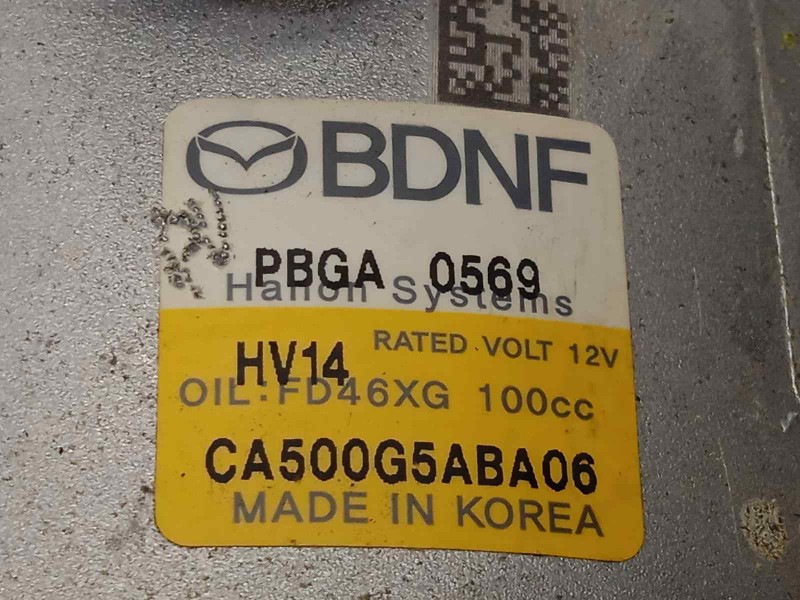 BDNF
PBGA 0569
Hanon Systems
RATED VOLT 12V
HV14
OIL: FD46XG 100cc
CA500G5ABA06
MADE IN KOREA